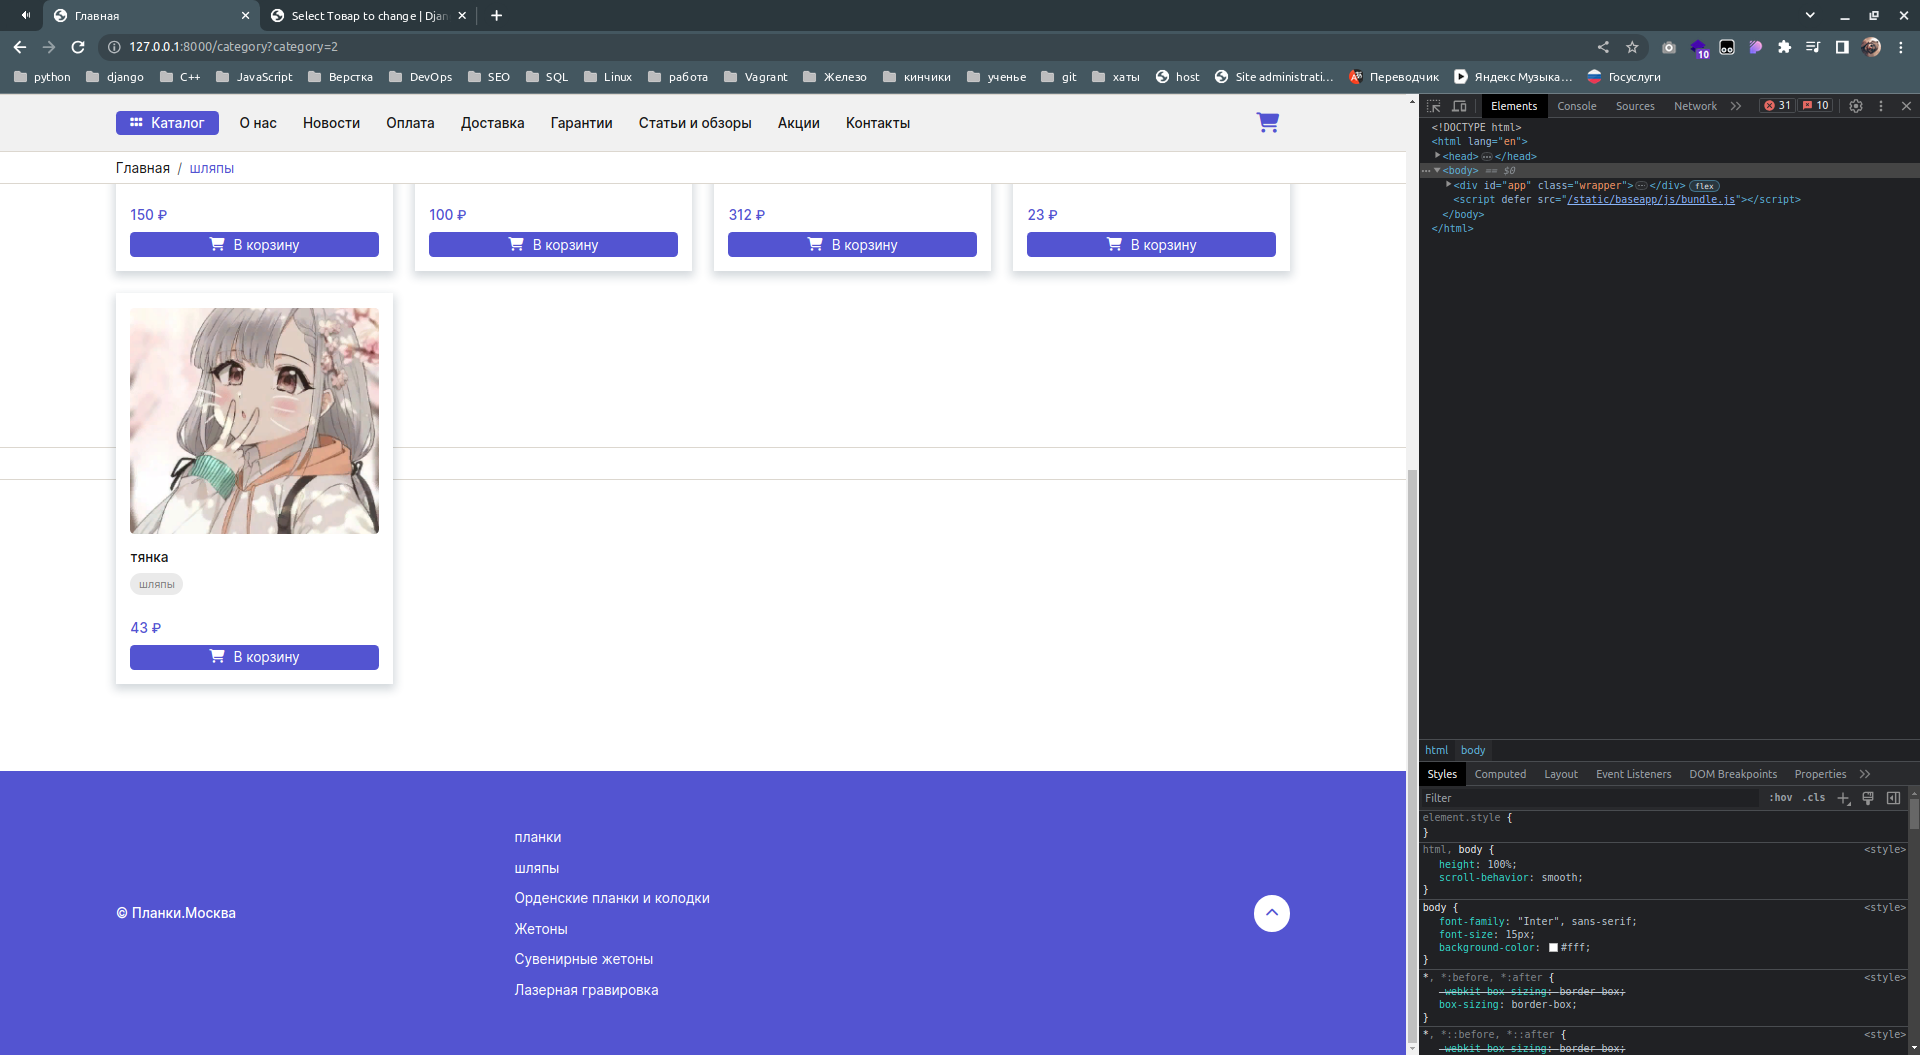 Главная
Select Товар to change | Djan
127.0.0.1:8000/category?category=2
10
python
django
C++
JavaScript
Верстка
DevOps
SEO
SQL
Linux
работа
Vagrant
Железо
кинчики
ученье
git
хаты
host
Site administrati...
Переводчик
Яндекс Музыка...
Госуслуги
Каталог
О нас
Новости
Оплата
Доставка
Гарантии
Статьи и обзоры
Акции
Контакты
Главная / шляпы
150 ₽
100 ₽
312 ₽
23 ₽
В корзину
В корзину
В корзину
В корзину
тянка
шляпы
43 ₽
В корзину
© Планки.Москва
планки
шляпы
Орденские планки и колодки
Жетоны
Сувенирные жетоны
Лазерная гравировка
Elements
Console
Sources
Network
31
10
<!DOCTYPE html>
<html lang="en">
<head> ... </head>
<body> == $0
<div id="app" class="wrapper"> ... </div> flex
<script defer src="/static/baseapp/js/bundle.js"></script>
</body>
</html>
html
body
Styles
Computed
Layout
Event Listeners
DOM Breakpoints
Properties
Filter
:hov
.cls
element.style {
}
html, body { <style>
height: 100%;
scroll-behavior: smooth;
}
body { <style>
font-family: "Inter", sans-serif;
font-size: 15px;
background-color: #fff;
}
*, *:before, *:after { <style>
-webkit-box-sizing: border-box;
box-sizing: border-box;
}
*, *::before, *::after { <style>
-webkit-box-sizing: border-box;